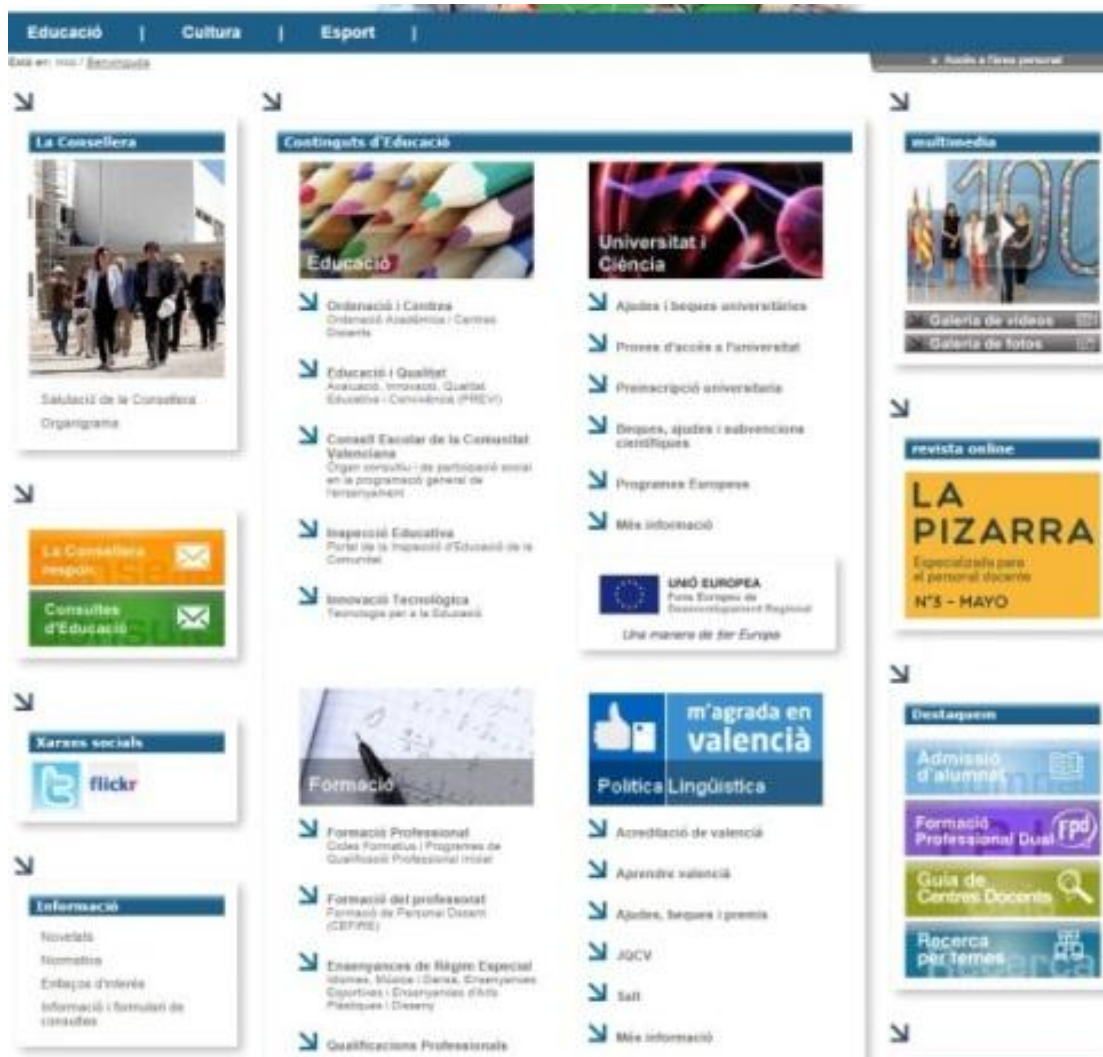 Educació | Cultura | Esport |
Està en: Inici / Benvinguda
Accés a l'àrea personal
La Consellera
Salutació de la Consellera
Organigrama
La Consellera
respon
Consultes
d'Educació
Xarxes socials
flickr
Informació
Novetats
Normativa
Enllaços d'interés
Informació i formulari de
consultes
Continguts d'Educació
Educació
Ordenació i Centres
Ordenació Acadèmica i Centres
Docents
Educació i Qualitat
Avaluació, Innovació, Qualitat
Educativa i Convivència (PREVI)
Consell Escolar de la Comunitat
Valenciana
Òrgan consultiu i de participació social
en la programació general de
l'ensenyament
Inspecció Educativa
Portal de la Inspecció d'Educació de la
Comunitat
Innovació Tecnològica
Tecnologia per a la Educació
Formació
Formació Professional
Cicles Formatius i Programes de
Qualificació Professional Inicial
Formació del professorat
Formació de Personal Docent
(CEFIRE)
Ensenyances de Règim Especial
Idiomes, Música i Dansa, Ensenyances
Esportives i Ensenyances d'Arts
Plàstiques i Disseny
Qualificacions Professionals
Universitat i
Ciència
Ajudes i beques universitàries
Proves d'accés a l'universitat
Preinscripció universitaria
Beques, ajudes i subvencions
científiques
Programes Europeus
Més informació
UNIÓ EUROPEA
Fons Europeu de
Desenvolupament Regional
Una manera de fer Europa
m'agrada en
valencià
Política Lingüística
Acreditació de valencià
Aprendre valencià
Ajudes, beques i premis
JQCV
Salt
Més informació
multimedia
100
Galeria de vídeos
Galeria de fotos
revista online
LA
PIZARRA
Especializada para
el personal docente
N°3 - MAYO
Destaquem
Admissió
d'alumnat
Formació
Professional Dual
FPd
Guia de
Centres Docents
Recerca
per temes